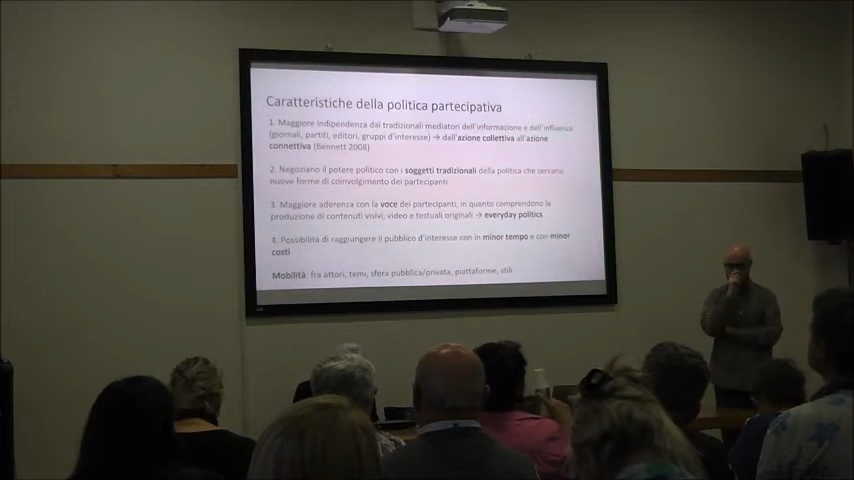 Caratteristiche della politica partecipativa
1. Maggiore indipendenza dai tradizionali mediatori dell'informazione e dell'influenza
(giornali, partiti, editori, gruppi d'interesse) → dall'azione collettiva all'azione
connettiva (Bennett 2008)
2. Negoziano il potere politico con i soggetti tradizionali della politica che cercano
nuove forme di coinvolgimento dei partecipanti
3. Maggiore aderenza con la voce dei partecipanti, in quanto comprendono la
produzione di contenuti visivi, video e testuali originali → everyday politics
4. Possibilità di raggiungere il pubblico d'interesse con in minor tempo e con minor
costi
Mobilità fra attori, temi, sfera pubblica/privata, piattaforme, stili